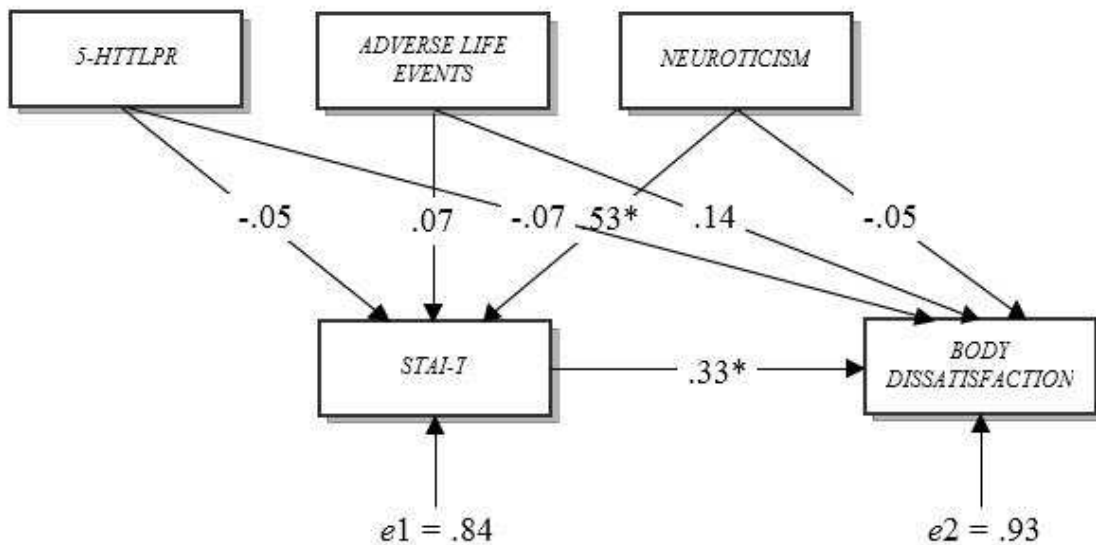 5-HTTLPR
ADVERSE LIFE
EVENTS
NEUROTICISM
-.05
.07
-.07
.53*
.14
-.05
STAI-T
.33*
BODY
DISSATISFACTION
e1 = .84
e2 = .93